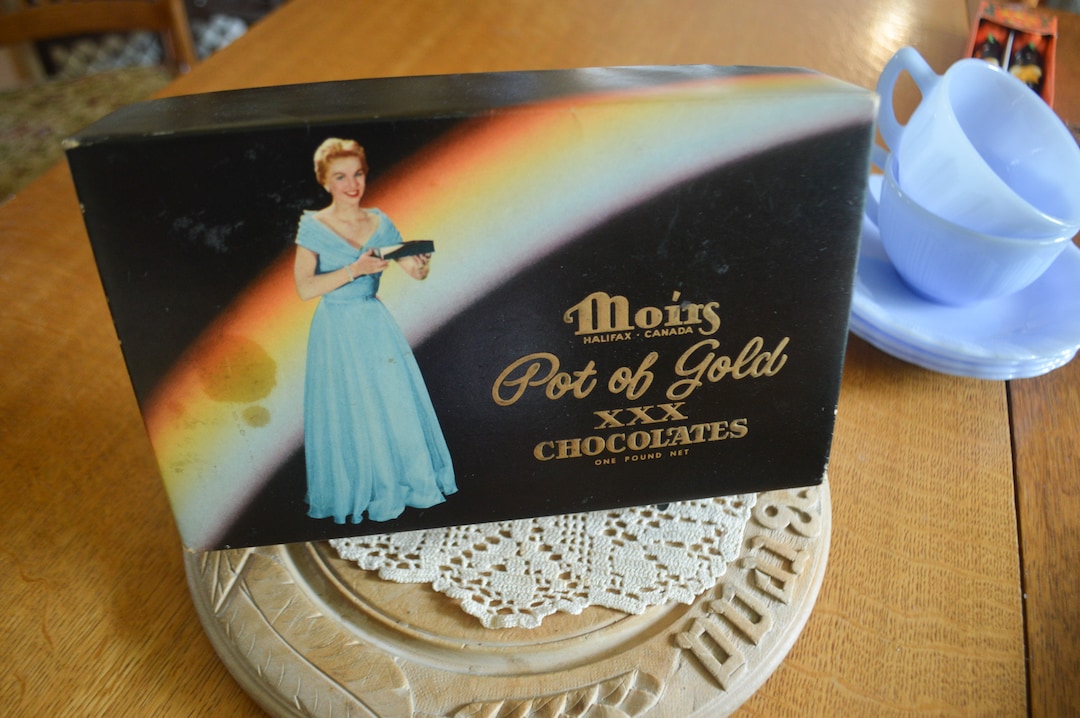 Moirs
HALIFAX · CANADA
Pot of Gold
XXX
CHOCOLATES
ONE POUND NET